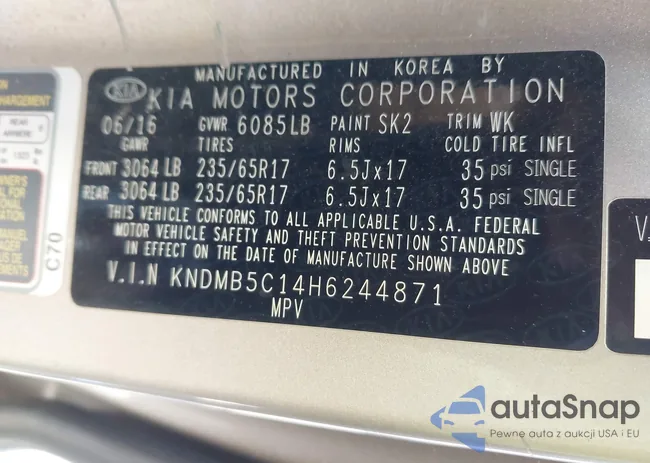 MANUFACTURED IN KOREA BY
KIA KIA MOTORS CORPORATION
06/16 GVWR 6085LB PAINT SK2 TRIM WK
GAWR TIRES RIMS COLD TIRE INFL
FRONT 3064 LB 235/65R17 6.5Jx17 35 psi SINGLE
REAR 3064 LB 235/65R17 6.5Jx17 35 psi SINGLE
THIS VEHICLE CONFORMS TO ALL APPLICABLE U.S.A. FEDERAL
MOTOR VEHICLE SAFETY AND THEFT PREVENTION STANDARDS
IN EFFECT ON THE DATE OF MANUFACTURE SHOWN ABOVE
V.I.N KNDMB5C14H6244871
MPV
C70
REAR
autaSnap
Pewne auta z aukcji USA i EU